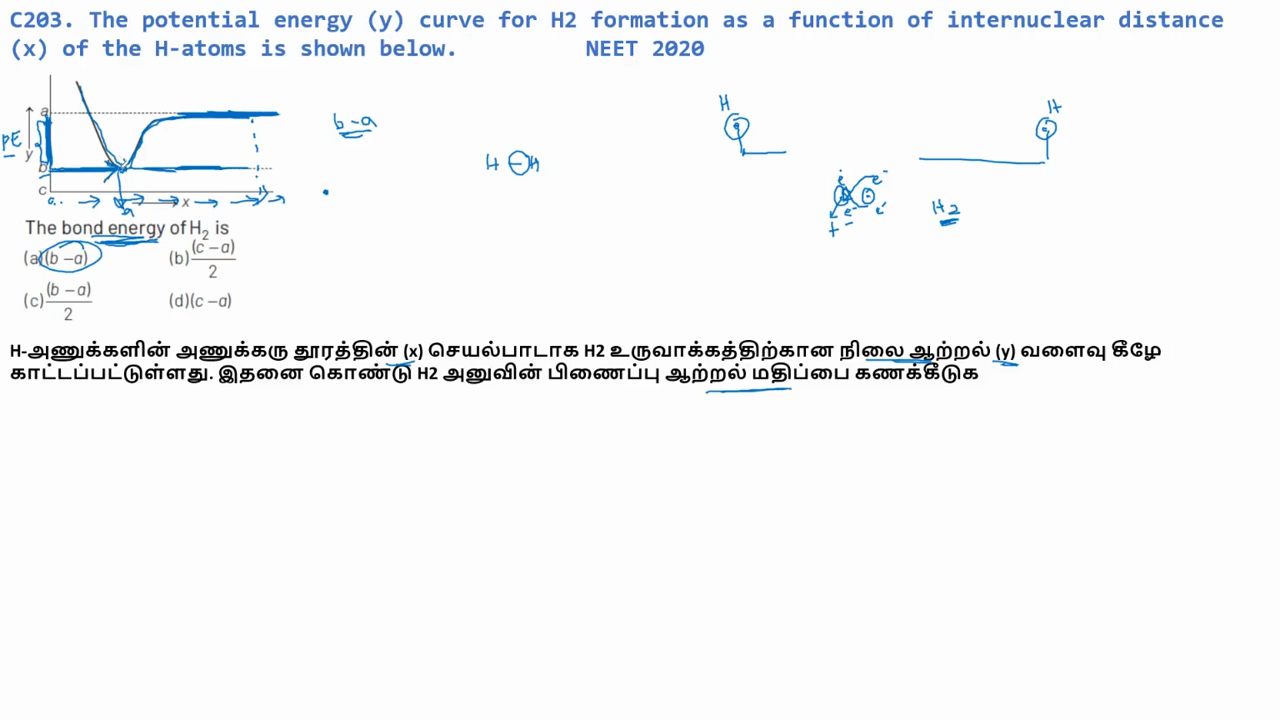 C203. The potential energy (y) curve for H2 formation as a function of internuclear distance
(x) of the H-atoms is shown below. NEET 2020
a
PE
y
b
c
x
b-a
H H
H H
e- e-
e- e-
+ -
H2
The bond energy of H2 is
(a)(b – a) (b)(c – a)/2
(c)(b – a)/2 (d)(c – a)
H-அணுக்களின் அணுக்கரு தூரத்தின் (x) செயல்பாடாக H2 உருவாக்கத்திற்கான நிலை ஆற்றல் (y) வளைவு கீழே
காட்டப்பட்டுள்ளது. இதனை கொண்டு H2 அனுவின் பிணைப்பு ஆற்றல் மதிப்பை கணக்கீடுக